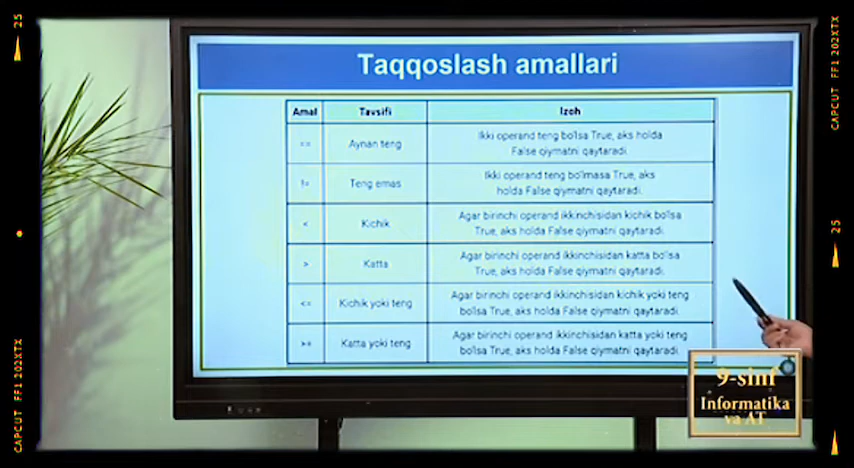 25
25
CAPCUT FF1 202XTX
Taqqoslash amallari
Amal Tavsifi Izoh
== Aynan teng Ikki operand teng bo'lsa True, aks holda
False qiymatni qaytaradi.
!= Teng emas Ikki operand teng bo'lmasa True, aks
holda False qiymatni qaytaradi.
< Kichik Agar birinchi operand ikkinchisidan kichik bo'lsa
True, aks holda False qiymatni qaytaradi.
> Katta Agar birinchi operand ikkinchisidan katta bo'lsa
True, aks holda False qiymatni qaytaradi.
<= Kichik yoki teng Agar birinchi operand ikkinchisidan kichik yoki teng
bo'lsa True, aks holda False qiymatni qaytaradi.
>= Katta yoki teng Agar birinchi operand ikkinchisidan katta yoki teng
bo'lsa True, aks holda False qiymatni qaytaradi.
9-sinf
Informatika
va AT
CAPCUT FF1 202XTX